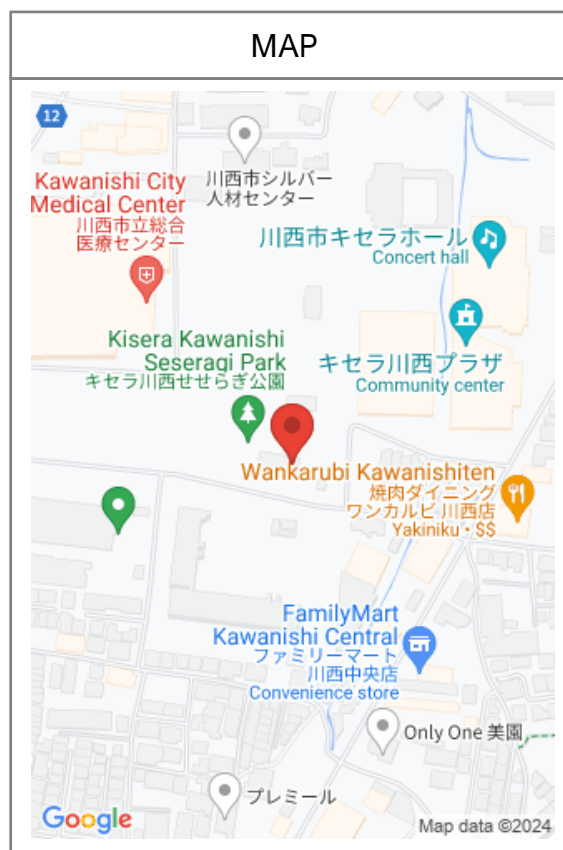 MAP
12
川西市シルバー
人材センター
Kawanishi City
Medical Center
川西市立総合
医療センター
川西市キセラホール
Concert hall
Kisera Kawanishi
Seseragi Park
キセラ川西せせらぎ公園
キセラ川西プラザ
Community center
Wankarubi Kawanishiten
焼肉ダイニング
ワンカルビ 川西店
Yakiniku・$$
FamilyMart
Kawanishi Central
ファミリーマート
川西中央店
Convenience store
Only One 美園
プレミール
Google
Map data ©2024